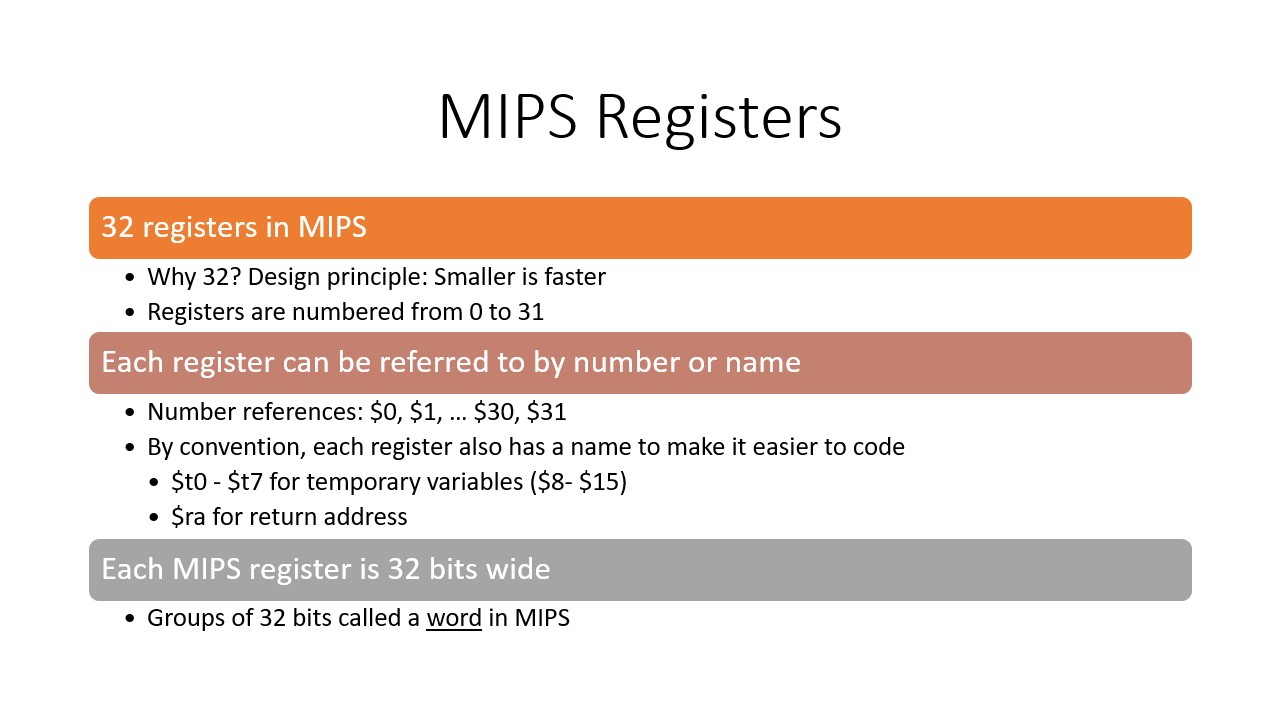 MIPS Registers
32 registers in MIPS
• Why 32? Design principle: Smaller is faster
• Registers are numbered from 0 to 31
Each register can be referred to by number or name
• Number references: $0, $1, … $30, $31
• By convention, each register also has a name to make it easier to code
• $t0 - $t7 for temporary variables ($8- $15)
• $ra for return address
Each MIPS register is 32 bits wide
• Groups of 32 bits called a word in MIPS